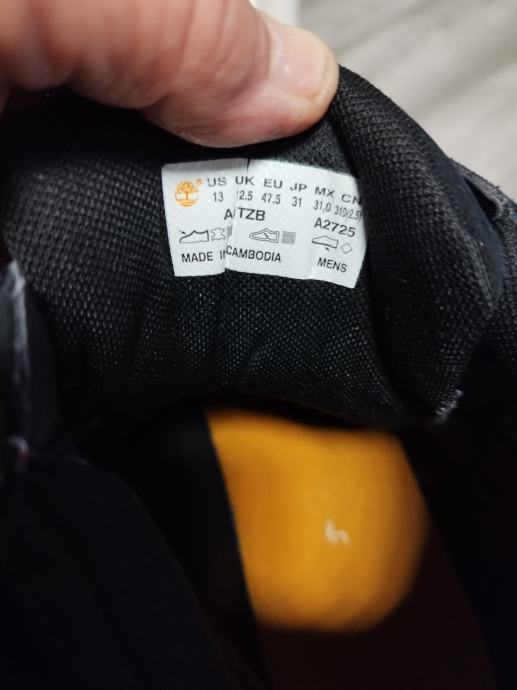 US UK EU JP MX CN
13 12.5 47.5 31 31,0 310(2.5)
A2725
MADE IN CAMBODIA
MENS